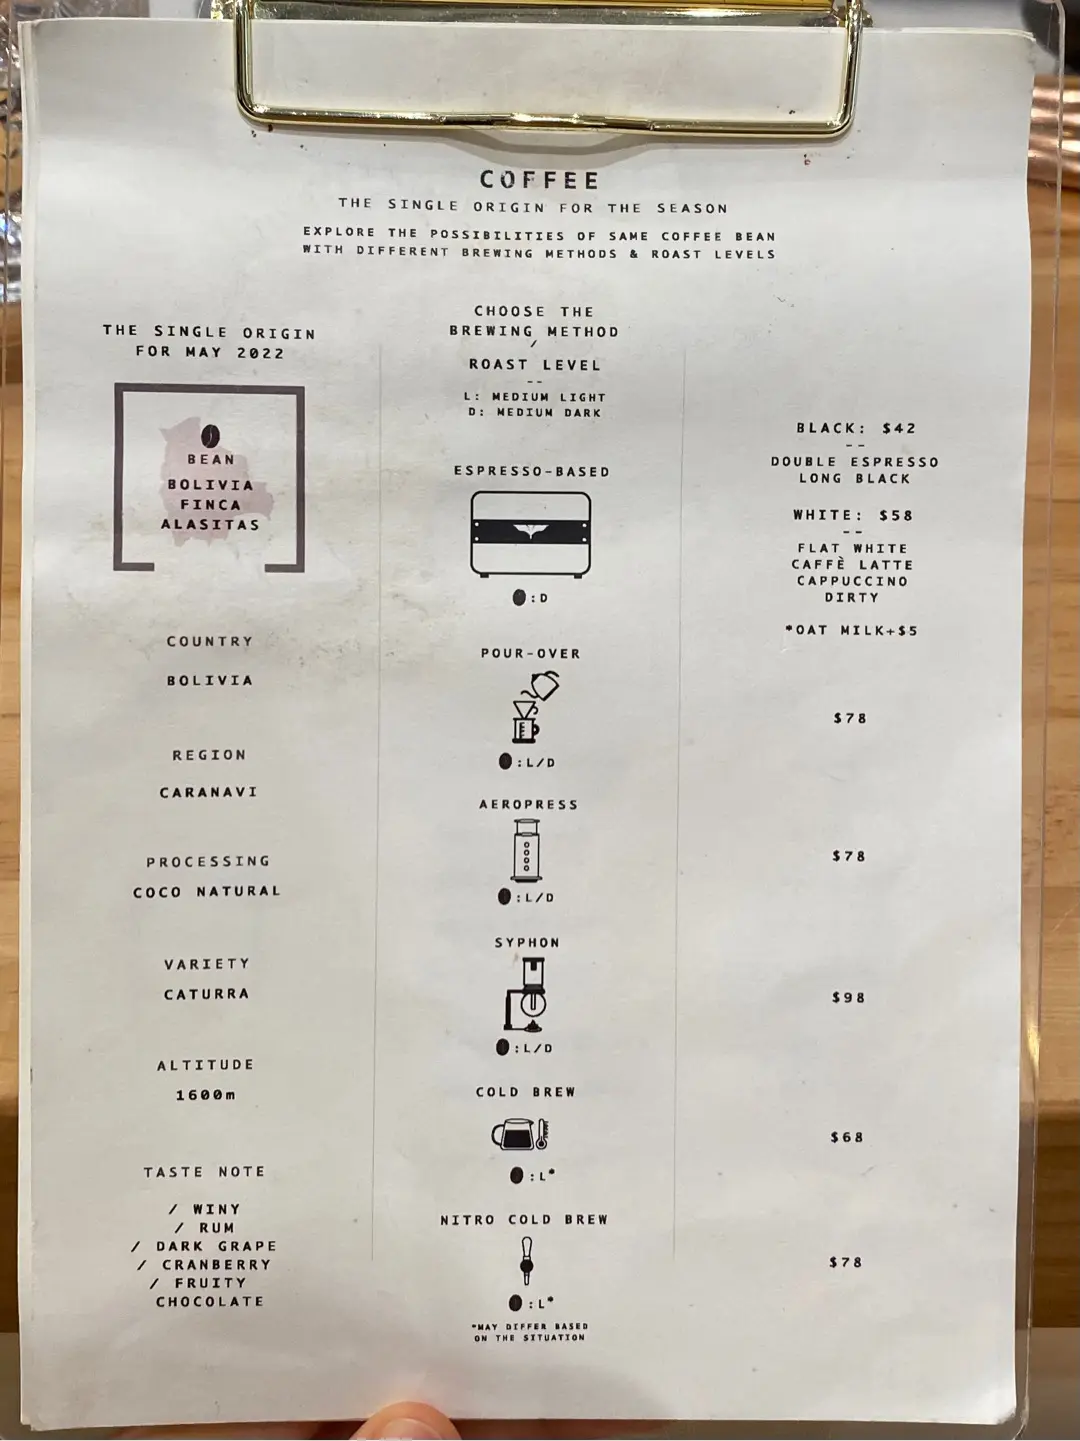 COFFEE
THE SINGLE ORIGIN FOR THE SEASON
EXPLORE THE POSSIBILITIES OF SAME COFFEE BEAN
WITH DIFFERENT BREWING METHODS & ROAST LEVELS
THE SINGLE ORIGIN
FOR MAY 2022
BEAN
BOLIVIA
FINCA
ALASITAS
COUNTRY
BOLIVIA
REGION
CARANAVI
PROCESSING
COCO NATURAL
VARIETY
CATURRA
ALTITUDE
1600m
TASTE NOTE
/ WINY
/ RUM
/ DARK GRAPE
/ CRANBERRY
/ FRUITY
CHOCOLATE
CHOOSE THE
BREWING METHOD
/
ROAST LEVEL
--
L: MEDIUM LIGHT
D: MEDIUM DARK
ESPRESSO-BASED
:D
POUR-OVER
:L/D
AEROPRESS
:L/D
SYPHON
:L/D
COLD BREW
:L*
NITRO COLD BREW
:L*
*MAY DIFFER BASED
ON THE SITUATION
BLACK: $42
--
DOUBLE ESPRESSO
LONG BLACK
WHITE: $58
--
FLAT WHITE
CAFFÈ LATTE
CAPPUCCINO
DIRTY
*OAT MILK+$5
$78
$78
$98
$68
$78